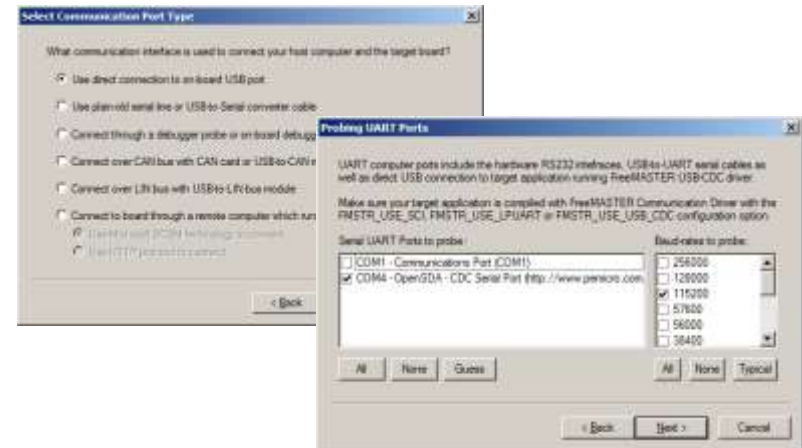 Select Communication Port Type
What communication interface is used to connect your host computer and the target board?
Use direct connection to on-board USB port
Use plain old serial line or USB-to-Serial converter cable
Connect through a debugger probe or on-board debugg
Connect over CAN bus with CAN card or USB-to-CAN m
Connect over LIN bus with USB-to-LIN bus module
Connect to board through a remote computer which run
< Back
Probing UART Ports
UART computer ports include the hardware RS232 interfaces, USB-to-UART serial cables as
well as direct USB connection to target application running FreeMASTER USB-CDC driver.
Make sure your target application is compiled with FreeMASTER Communication Driver with the
FMSTR_USE_SCI, FMSTR_USE_LPUART or FMSTR_USE_USB_CDC configuration option.
Serial UART Ports to probe:
COM1 - Communications Port (COM1)
COM4 - OpenSDA - CDC Serial Port (http://www.pemicro.com
All
None
Guess
Baud-rates to probe:
256000
128000
115200
57600
56000
38400
All
None
Typical
< Back
Next >
Cancel